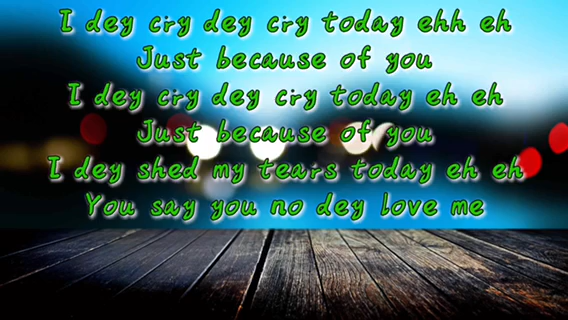 I dey cry dey cry today ehh eh
Just because of you
I dey cry dey cry today eh eh
Just because of you
I dey shed my tears today eh eh
You say you no dey love me